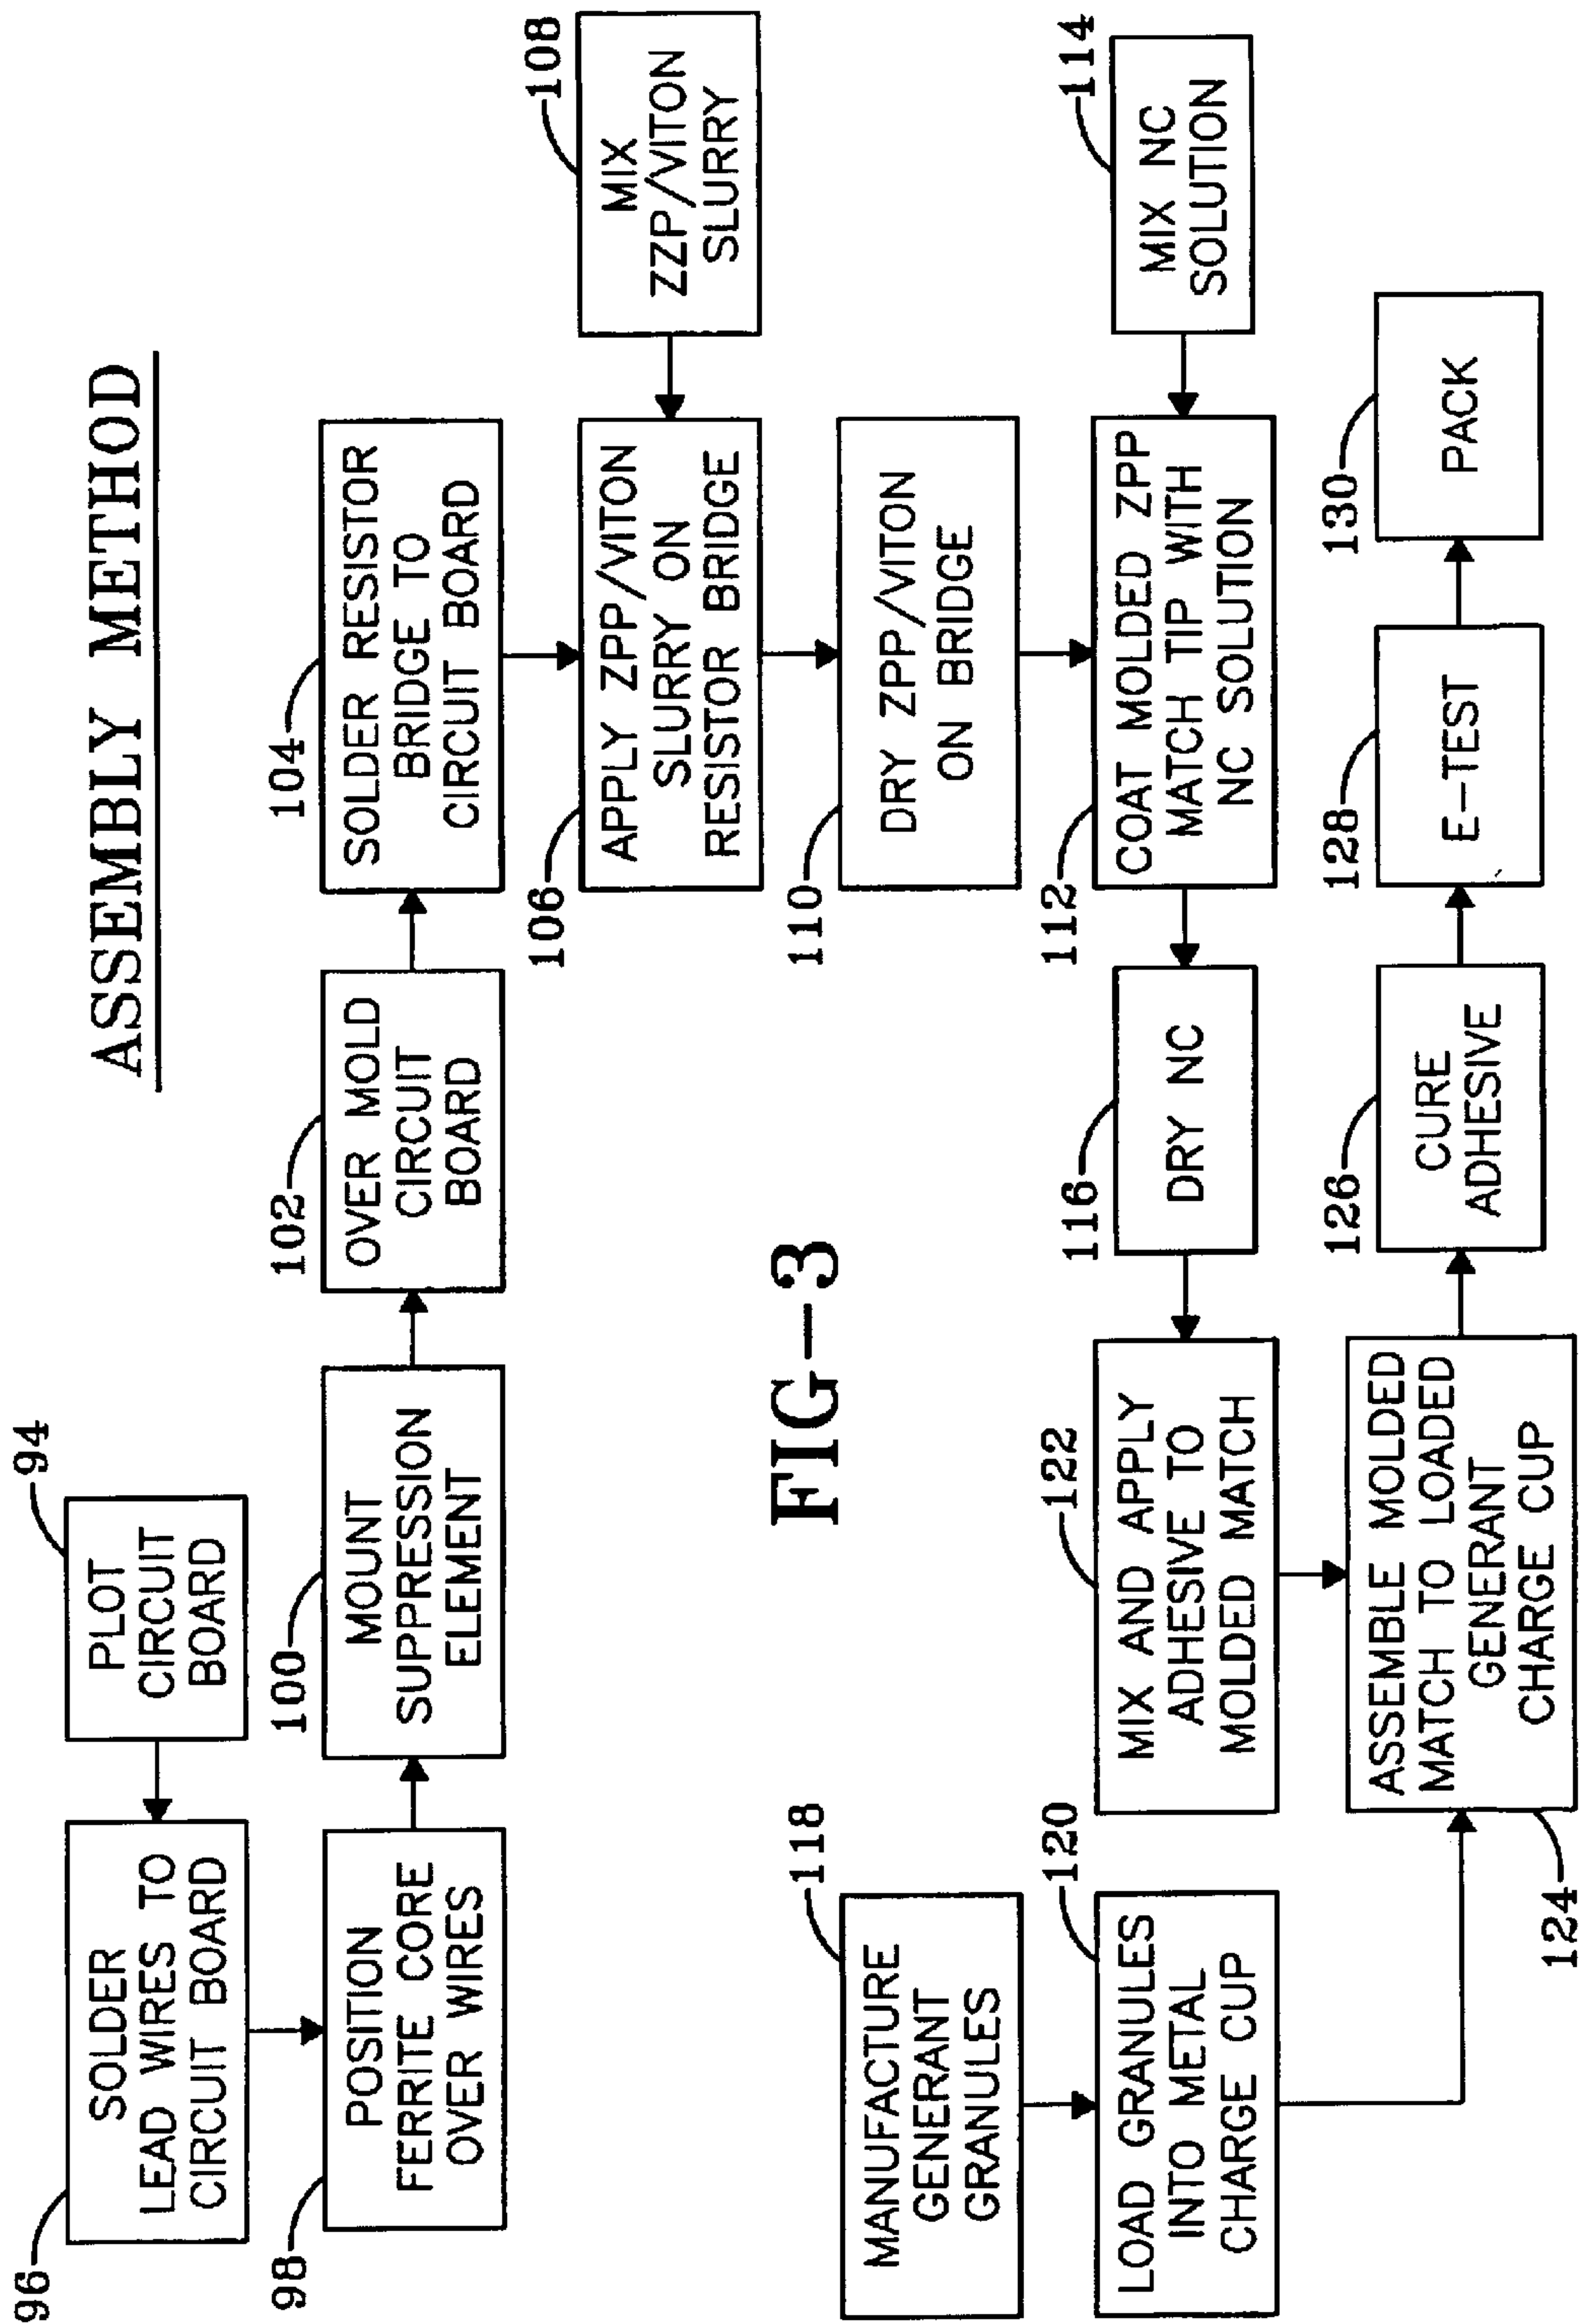 ASSEMBLY METHOD
94
PLOT
CIRCUIT
BOARD
96
SOLDER
LEAD WIRES TO
CIRCUIT BOARD
98
POSITION
FERRITE CORE
OVER WIRES
100
MOUNT
SUPPRESSION
ELEMENT
102
OVER MOLD
CIRCUIT
BOARD
104
SOLDER RESISTOR
BRIDGE TO
CIRCUIT BOARD
106
APPLY ZPP/VITON
SLURRY ON
RESISTOR BRIDGE
108
MIX
ZZP/VITON
SLURRY
110
DRY ZPP/VITON
ON BRIDGE
112
COAT MOLDED ZPP
MATCH TIP WITH
NC SOLUTION
114
MIX NC
SOLUTION
116
DRY NC
FIG-3
118
MANUFACTURE
GENERANT
GRANULES
120
LOAD GRANULES
INTO METAL
CHARGE CUP
122
MIX AND APPLY
ADHESIVE TO
MOLDED MATCH
124
ASSEMBLE MOLDED
MATCH TO LOADED
GENERANT
CHARGE CUP
126
CURE
ADHESIVE
128
E-TEST
130
PACK